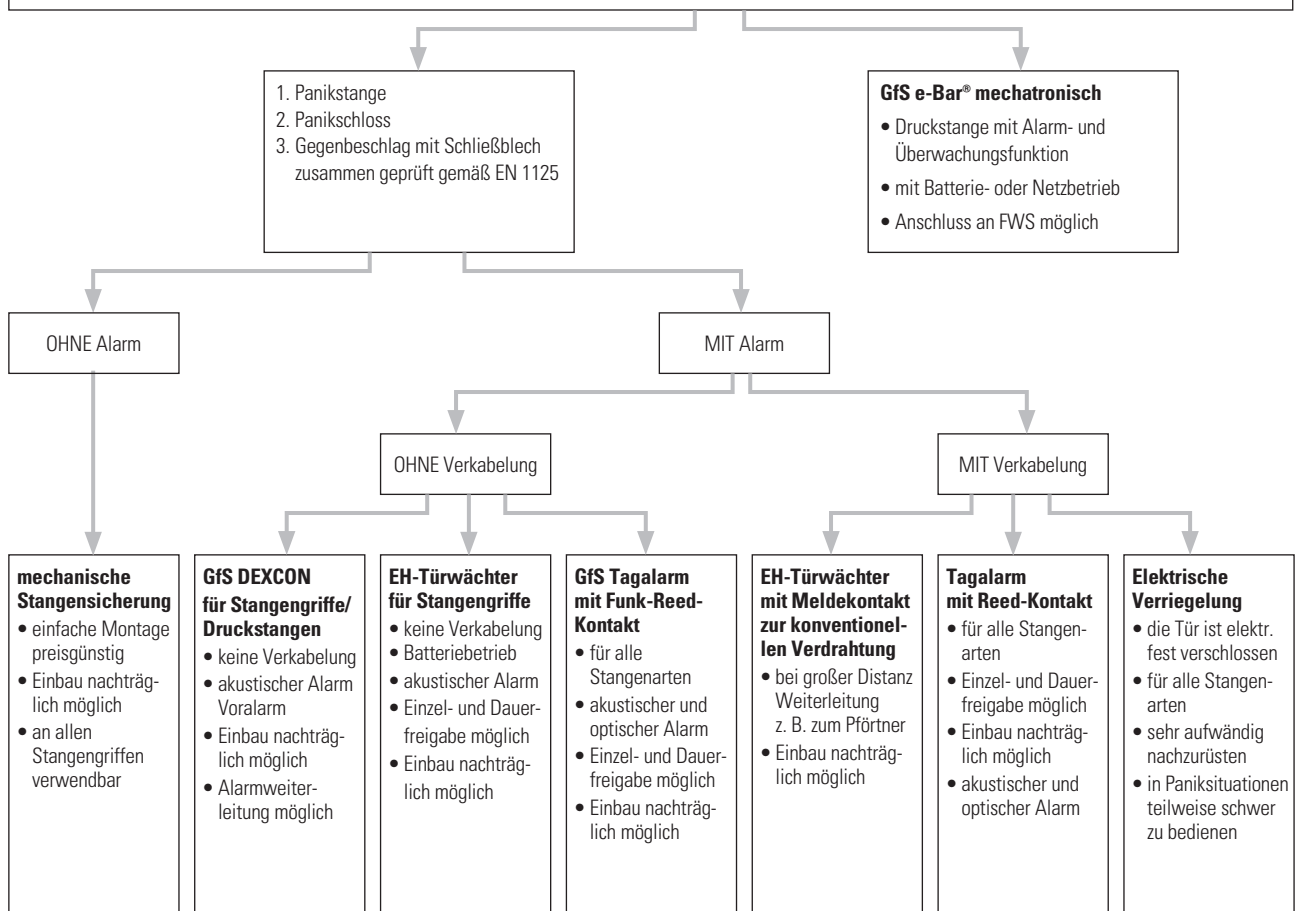 1. Panikstange
2. Panikschloss
3. Gegenbeschlag mit Schließblech
zusammen geprüft gemäß EN 1125
GfS e-Bar® mechatronisch
• Druckstange mit Alarm- und
Überwachungsfunktion
• mit Batterie- oder Netzbetrieb
• Anschluss an FWS möglich
OHNE Alarm
MIT Alarm
OHNE Verkabelung
MIT Verkabelung
mechanische
Stangensicherung
• einfache Montage
preisgünstig
• Einbau nachträg-
lich möglich
• an allen
Stangengriffen
verwendbar
GfS DEXCON
für Stangengriffe/
Druckstangen
• keine Verkabelung
• akustischer Alarm
Voralarm
• Einbau nachträg-
lich möglich
• Alarmweiter-
leitung möglich
EH-Türwächter
für Stangengriffe
• keine Verkabelung
• Batteriebetrieb
• akustischer Alarm
• Einzel- und Dauer-
freigabe möglich
• Einbau nachträg-
lich möglich
GfS Tagalarm
mit Funk-Reed-
Kontakt
• für alle
Stangenarten
• akustischer und
optischer Alarm
• Einzel- und Dauer-
freigabe möglich
• Einbau nachträg-
lich möglich
EH-Türwächter
mit Meldekontakt
zur konventionel-
len Verdrahtung
• bei großer Distanz
Weiterleitung
z. B. zum Pförtner
• Einbau nachträg-
lich möglich
Tagalarm
mit Reed-Kontakt
• für alle Stangen-
arten
• Einzel- und Dauer-
freigabe möglich
• Einbau nachträg-
lich möglich
• akustischer und
optischer Alarm
Elektrische
Verriegelung
• die Tür ist elektr.
fest verschlossen
• für alle Stangen-
arten
• sehr aufwändig
nachzurüsten
• in Paniksituationen
teilweise schwer
zu bedienen